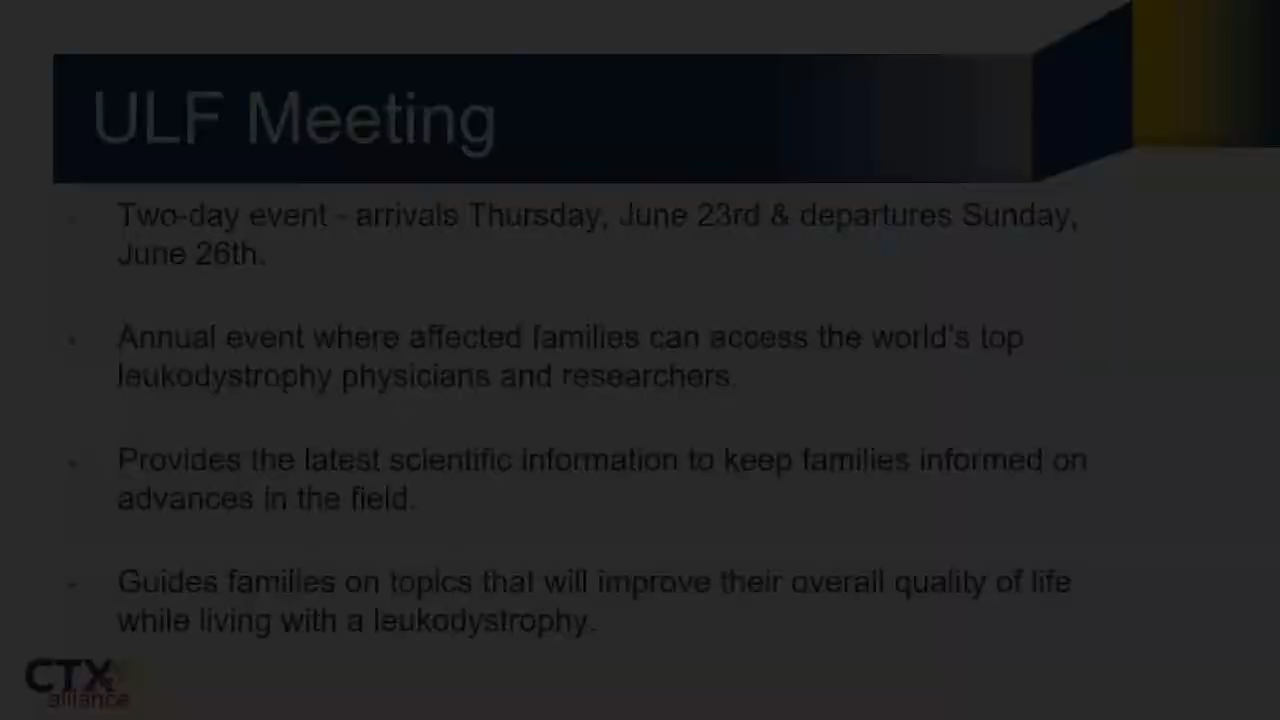 ULF Meeting
Two-day event - arrivals Thursday, June 23rd & departures Sunday,
June 26th.
Annual event where affected families can access the world's top
leukodystrophy physicians and researchers.
Provides the latest scientific information to keep families informed on
advances in the field.
Guides families on topics that will improve their overall quality of life
while living with a leukodystrophy.
CTX
alliance